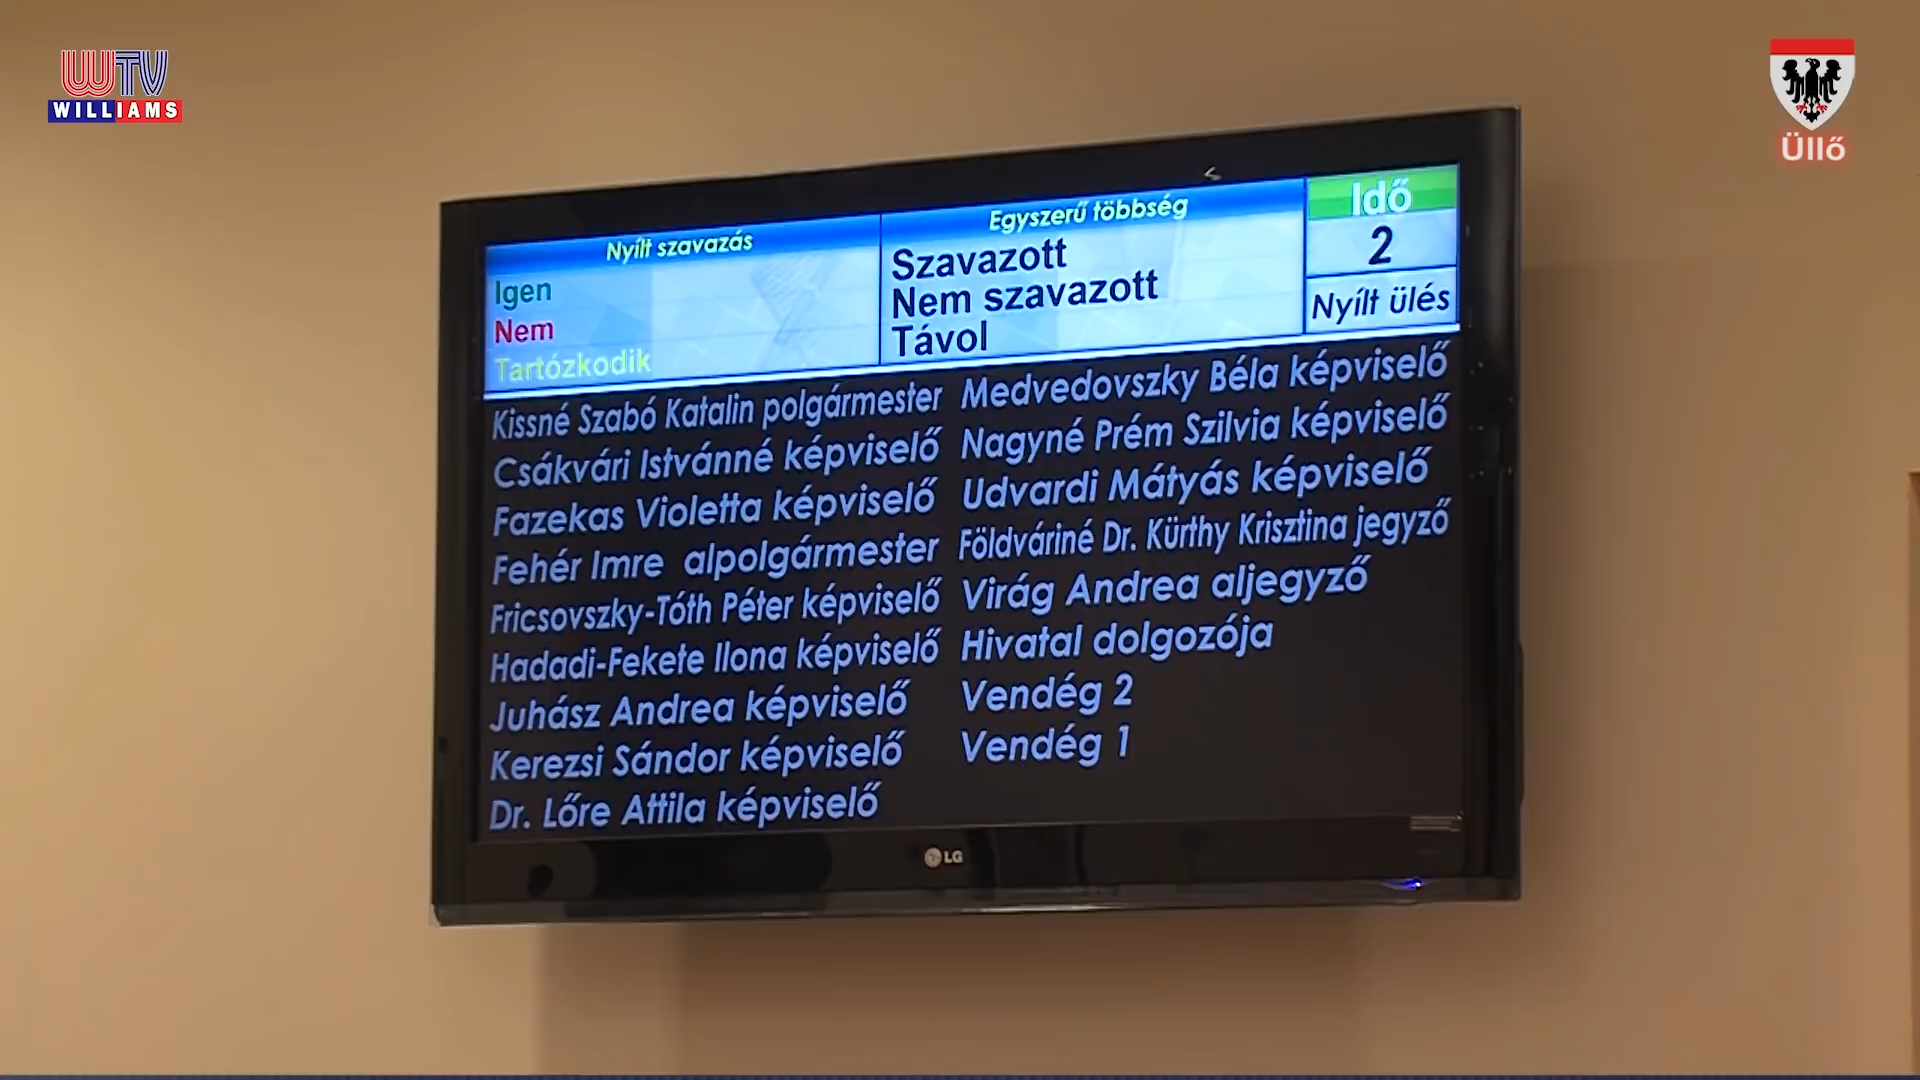 WTV
WILLIAMS
Üllő
Nyílt szavazás
Igen
Nem
Tartózkodik
Egyszerű többség
Szavazott
Nem szavazott
Távol
Idő
2
Nyílt ülés
Kissné Szabó Katalin polgármester
Csákvári Istvánné képviselő
Fazekas Violetta képviselő
Fehér Imre alpolgármester
Fricsovszky-Tóth Péter képviselő
Hadadi-Fekete Ilona képviselő
Juhász Andrea képviselő
Kerezsi Sándor képviselő
Dr. Lőre Attila képviselő
Medvedovszky Béla képviselő
Nagyné Prém Szilvia képviselő
Udvardi Mátyás képviselő
Földváriné Dr. Kürthy Krisztina jegyző
Virág Andrea aljegyző
Hivatal dolgozója
Vendég 2
Vendég 1
LG